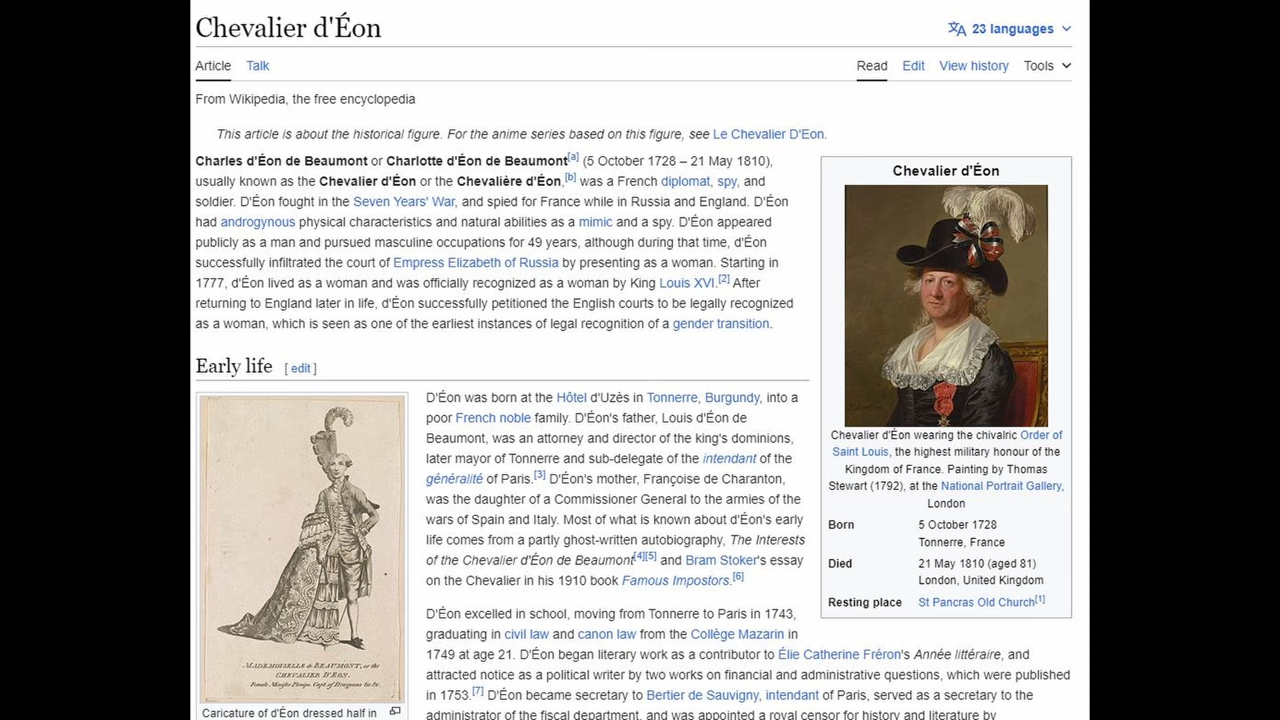 Chevalier d'Éon
23 languages
Article Talk
Read Edit View history Tools
From Wikipedia, the free encyclopedia
This article is about the historical figure. For the anime series based on this figure, see Le Chevalier D'Eon.
Charles d'Éon de Beaumont or Charlotte d'Éon de Beaumont[a] (5 October 1728 – 21 May 1810),
usually known as the Chevalier d'Éon or the Chevalière d'Éon,[b] was a French diplomat, spy, and
soldier. D'Éon fought in the Seven Years' War, and spied for France while in Russia and England. D'Éon
had androgynous physical characteristics and natural abilities as a mimic and a spy. D'Éon appeared
publicly as a man and pursued masculine occupations for 49 years, although during that time, d'Éon
successfully infiltrated the court of Empress Elizabeth of Russia by presenting as a woman. Starting in
1777, d'Éon lived as a woman and was officially recognized as a woman by King Louis XVI.[2] After
returning to England later in life, d'Éon successfully petitioned the English courts to be legally recognized
as a woman, which is seen as one of the earliest instances of legal recognition of a gender transition.
Chevalier d'Éon
Chevalier d'Éon wearing the chivalric Order of
Saint Louis, the highest military honour of the
Kingdom of France. Painting by Thomas
Stewart (1792), at the National Portrait Gallery,
London
Born 5 October 1728
Tonnerre, France
Died 21 May 1810 (aged 81)
London, United Kingdom
Resting place St Pancras Old Church[1]
Early life [ edit ]
MADEMOISELLE de BEAUMONT, or the
CHEVALIER D'EON.
Female Minister Plenipo. Capt. of Dragoons &c &c.
Caricature of d'Éon dressed half in
D'Éon was born at the Hôtel d'Uzès in Tonnerre, Burgundy, into a
poor French noble family. D'Éon's father, Louis d'Éon de
Beaumont, was an attorney and director of the king's dominions,
later mayor of Tonnerre and sub-delegate of the intendant of the
généralité of Paris.[3] D'Éon's mother, Françoise de Charanton,
was the daughter of a Commissioner General to the armies of the
wars of Spain and Italy. Most of what is known about d'Éon's early
life comes from a partly ghost-written autobiography, The Interests
of the Chevalier d'Éon de Beaumont[4][5] and Bram Stoker's essay
on the Chevalier in his 1910 book Famous Impostors.[6]
D'Éon excelled in school, moving from Tonnerre to Paris in 1743,
graduating in civil law and canon law from the Collège Mazarin in
1749 at age 21. D'Éon began literary work as a contributor to Élie Catherine Fréron's Année littéraire, and
attracted notice as a political writer by two works on financial and administrative questions, which were published
in 1753.[7] D'Éon became secretary to Bertier de Sauvigny, intendant of Paris, served as a secretary to the
administrator of the fiscal department, and was appointed a royal censor for history and literature by